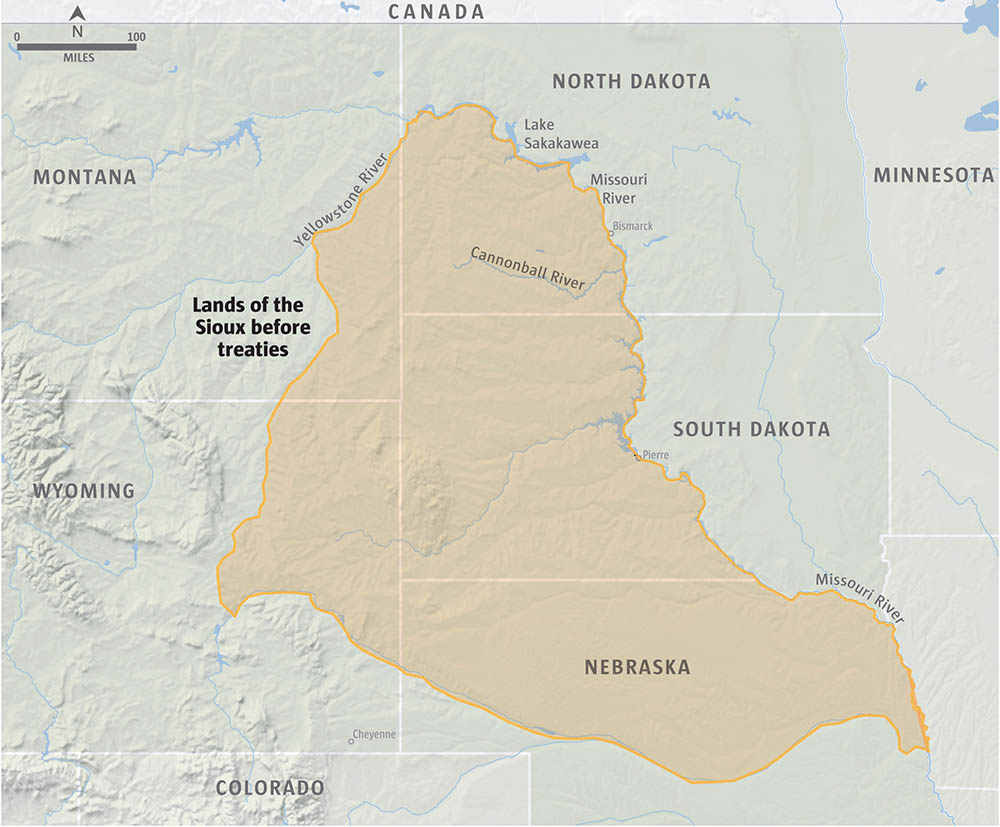 CANADA
N
0 100
MILES
NORTH DAKOTA
Lake
Sakakawea
MONTANA
Yellowstone River
Missouri
River
MINNESOTA
Bismarck
Cannonball River
Lands of the
Sioux before
treaties
SOUTH DAKOTA
Pierre
WYOMING
Missouri River
NEBRASKA
Cheyenne
COLORADO